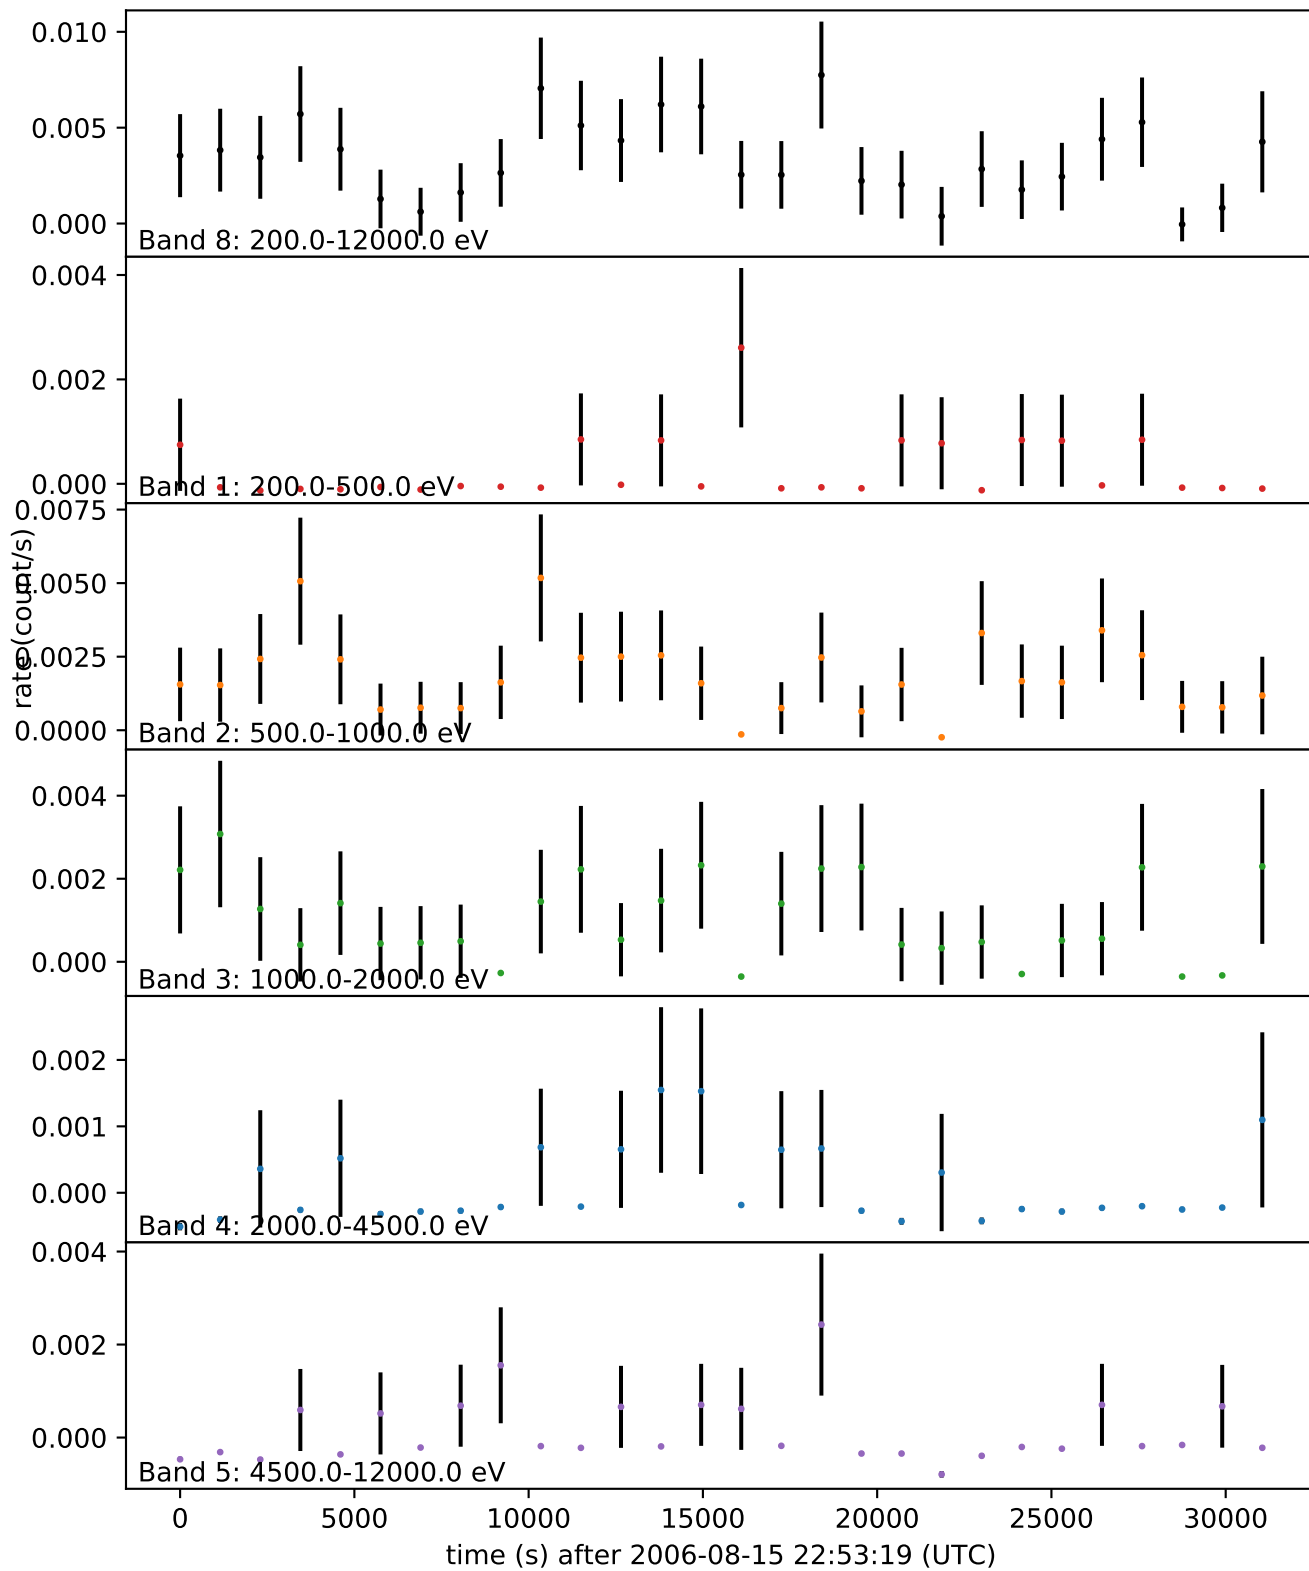 0.010
0.005
0.000
Band 8: 200.0-12000.0 eV
0.004
0.002
0.000
Band 1: 200.0-500.0 eV
rate (count/s)
0.0075
0.0050
0.0025
0.0000
Band 2: 500.0-1000.0 eV
0.004
0.002
0.000
Band 3: 1000.0-2000.0 eV
0.002
0.001
0.000
Band 4: 2000.0-4500.0 eV
0.004
0.002
0.000
Band 5: 4500.0-12000.0 eV
0 5000 10000 15000 20000 25000 30000
time (s) after 2006-08-15 22:53:19 (UTC)